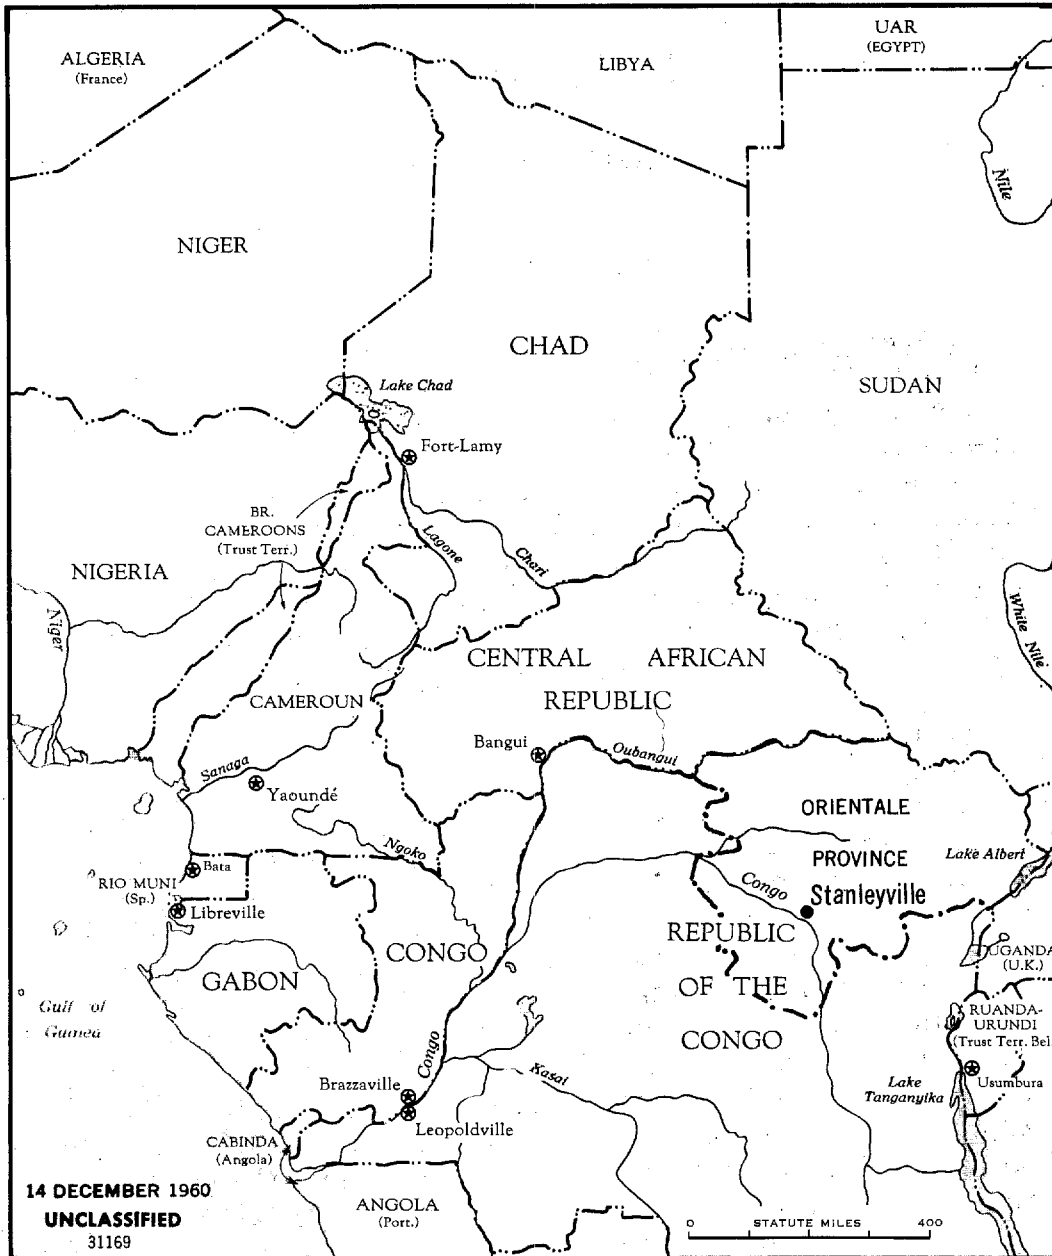 UAR
(EGYPT)
ALGERIA
(France)
LIBYA
Nile
NIGER
CHAD
Lake Chad
SUDAN
Fort-Lamy
BR.
CAMEROONS
(Trust Terr.)
Lagone
Chari
NIGERIA
Niger
White Nile
CENTRAL AFRICAN
REPUBLIC
CAMEROUN
Bangui
Oubangui
Sanaga
Yaoundé
ORIENTALE
PROVINCE
Ngoko
Lake Albert
Bata
RIO MUNI
(Sp.)
Congo
Stanleyville
Libreville
REPUBLIC
OF THE
CONGO
CONGO
GABON
UGANDA
(U.K.)
Gulf of
Guinea
RUANDA-
URUNDI
(Trust Terr. Bel
Congo
Kasai
Usumbura
Lake
Tanganyika
Brazzaville
Leopoldville
CABINDA
(Angola)
14 DECEMBER 1960
UNCLASSIFIED
31169
ANGOLA
(Port.)
0 STATUTE MILES 400